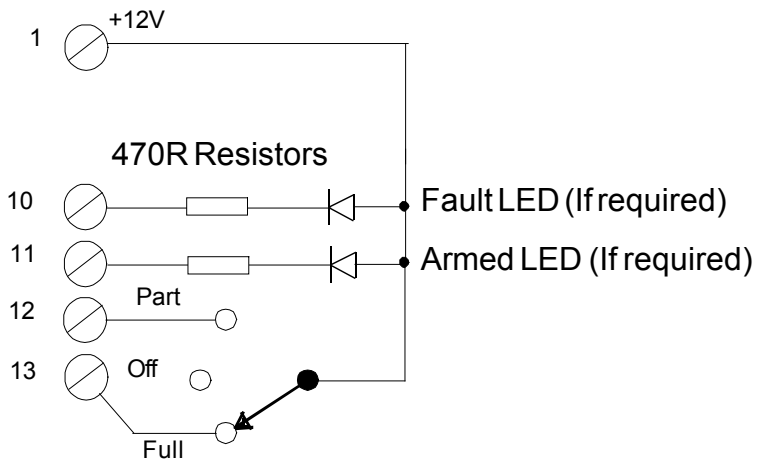 1 +12V
470R Resistors
10 Fault LED (If required)
11 Armed LED (If required)
12 Part
13 Off
Full